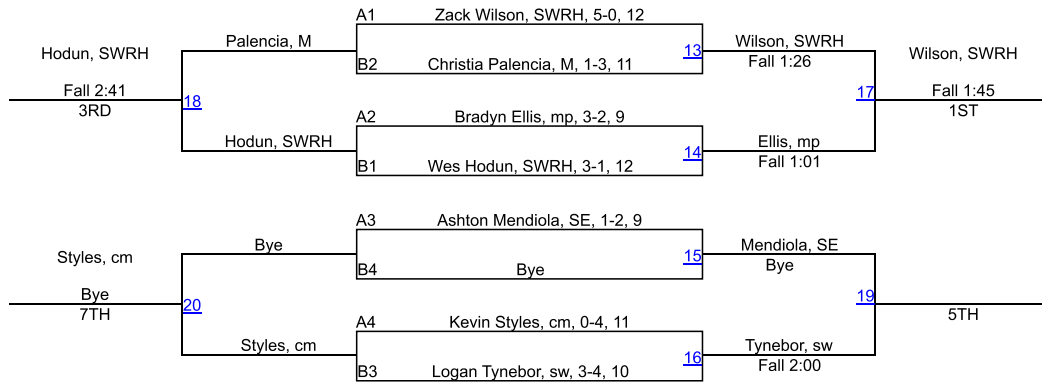 A1 Zack Wilson, SWRH, 5-0, 12
Palencia, M
Wilson, SWRH
Hodun, SWRH
13
Wilson, SWRH
B2 Christia Palencia, M, 1-3, 11
Fall 1:26
Fall 2:41
18
17
Fall 1:45
3RD
1ST
A2 Bradyn Ellis, mp, 3-2, 9
Hodun, SWRH
Ellis, mp
14
B1 Wes Hodun, SWRH, 3-1, 12
Fall 1:01
A3 Ashton Mendiola, SE, 1-2, 9
Bye
Mendiola, SE
Styles, cm
15
B4 Bye
Bye
Bye
20
19
7TH
5TH
A4 Kevin Styles, cm, 0-4, 11
Styles, cm
Tynebor, sw
16
B3 Logan Tynebor, sw, 3-4, 10
Fall 2:00